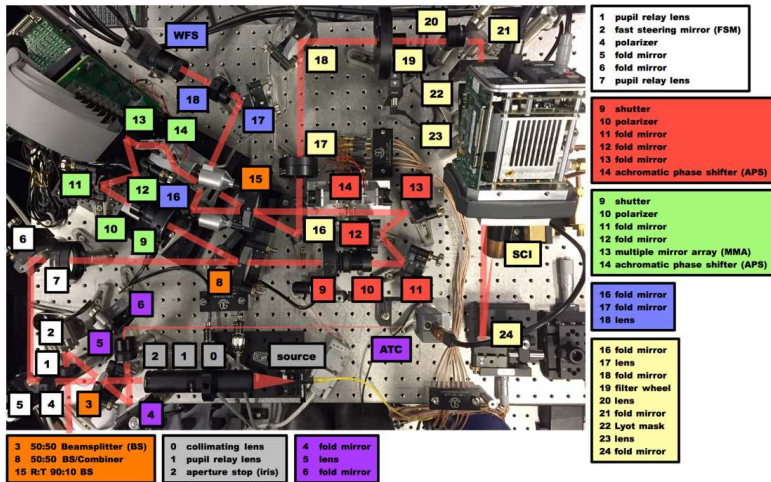 WFS
18
17
13
14
11
12
16
10
9
15
18
19
20
21
22
23
17
14
13
16
12
9
10
11
SCI
24
6
7
8
2
6
5
1
2
1
0
source
ATC
5
4
3
4
1 pupil relay lens
2 fast steering mirror (FSM)
4 polarizer
5 fold mirror
6 fold mirror
7 pupil relay lens
9 shutter
10 polarizer
11 fold mirror
12 fold mirror
13 fold mirror
14 achromatic phase shifter (APS)
9 shutter
10 polarizer
11 fold mirror
12 fold mirror
13 multiple mirror array (MMA)
14 achromatic phase shifter (APS)
16 fold mirror
17 fold mirror
18 lens
16 fold mirror
17 lens
18 fold mirror
19 filter wheel
20 lens
21 fold mirror
22 Lyot mask
23 lens
24 fold mirror
3 50:50 Beamsplitter (BS)
8 50:50 BS/Combiner
15 R:T 90:10 BS
0 collimating lens
1 pupil relay lens
2 aperture stop (iris)
4 fold mirror
5 lens
6 fold mirror